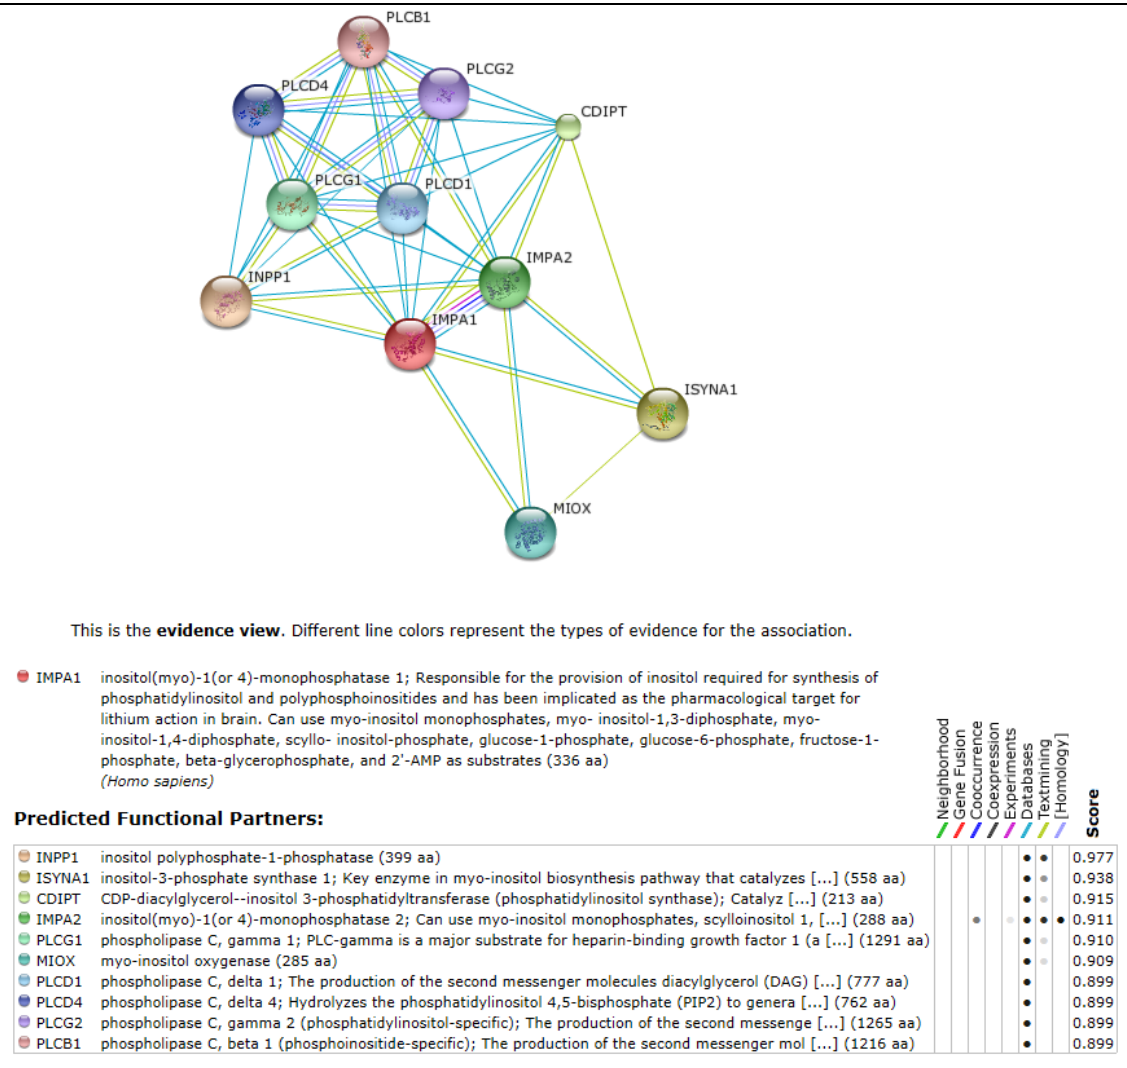 PLCB1
PLCG2
PLCD4
CDIPT
PLCG1
PLCD1
IMPA2
INPP1
IMPA1
ISYNA1
MIOX
This is the evidence view. Different line colors represent the types of evidence for the association.
IMPA1 inositol(myo)-1(or 4)-monophosphatase 1; Responsible for the provision of inositol required for synthesis of
phosphatidylinositol and polyphosphoinositides and has been implicated as the pharmacological target for
lithium action in brain. Can use myo-inositol monophosphates, myo- inositol-1,3-diphosphate, myo-
inositol-1,4-diphosphate, scyllo- inositol-phosphate, glucose-1-phosphate, glucose-6-phosphate, fructose-1-
phosphate, beta-glycerophosphate, and 2'-AMP as substrates (336 aa)
(Homo sapiens)
Neighborhood
Gene Fusion
Cooccurrence
Coexpression
Experiments
Databases
Textmining
[Homology]
Score
Predicted Functional Partners:
INPP1 inositol polyphosphate-1-phosphatase (399 aa) 0.977
ISYNA1 inositol-3-phosphate synthase 1; Key enzyme in myo-inositol biosynthesis pathway that catalyzes [...] (558 aa) 0.938
CDIPT CDP-diacylglycerol--inositol 3-phosphatidyltransferase (phosphatidylinositol synthase); Catalyz [...] (213 aa) 0.915
IMPA2 inositol(myo)-1(or 4)-monophosphatase 2; Can use myo-inositol monophosphates, scylloinositol 1, [...] (288 aa) 0.911
PLCG1 phospholipase C, gamma 1; PLC-gamma is a major substrate for heparin-binding growth factor 1 (a [...] (1291 aa) 0.910
MIOX myo-inositol oxygenase (285 aa) 0.909
PLCD1 phospholipase C, delta 1; The production of the second messenger molecules diacylglycerol (DAG) [...] (777 aa) 0.899
PLCD4 phospholipase C, delta 4; Hydrolyzes the phosphatidylinositol 4,5-bisphosphate (PIP2) to genera [...] (762 aa) 0.899
PLCG2 phospholipase C, gamma 2 (phosphatidylinositol-specific); The production of the second messenge [...] (1265 aa) 0.899
PLCB1 phospholipase C, beta 1 (phosphoinositide-specific); The production of the second messenger mol [...] (1216 aa) 0.899